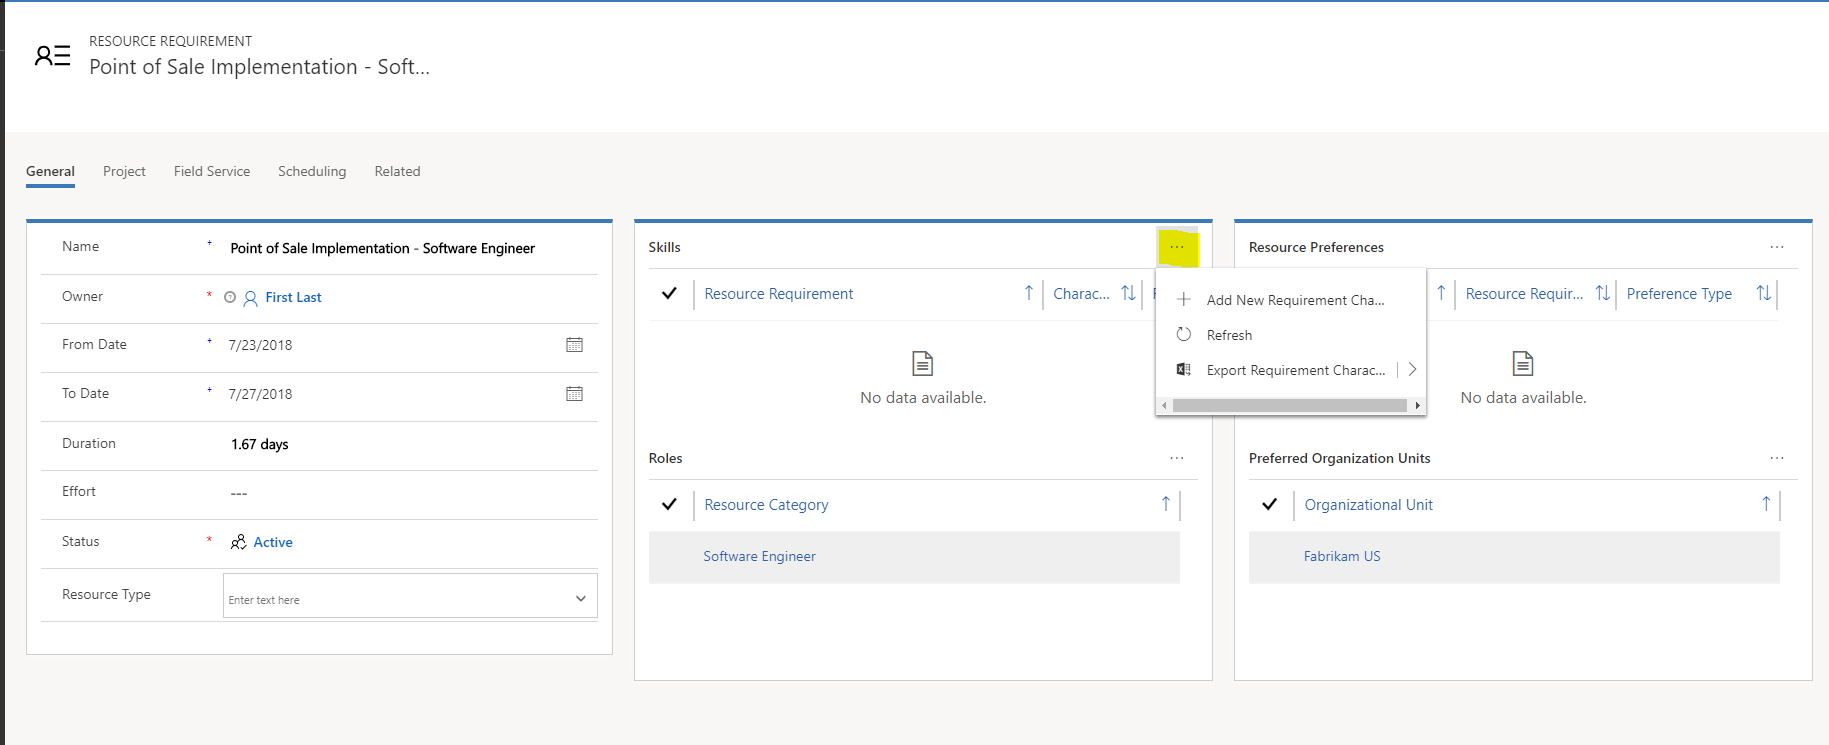 RESOURCE REQUIREMENT
Point of Sale Implementation - Soft...
General Project Field Service Scheduling Related
Name + Point of Sale Implementation - Software Engineer
Owner * First Last
From Date + 7/23/2018
To Date + 7/27/2018
Duration 1.67 days
Effort ---
Status * Active
Resource Type Enter text here
Skills ...
Resource Requirement Charac...
No data available.
Add New Requirement Cha...
Refresh
Export Requirement Charac...
Roles ...
Resource Category
Software Engineer
Resource Preferences ...
Resource Requir... Preference Type
No data available.
Preferred Organization Units ...
Organizational Unit
Fabrikam US